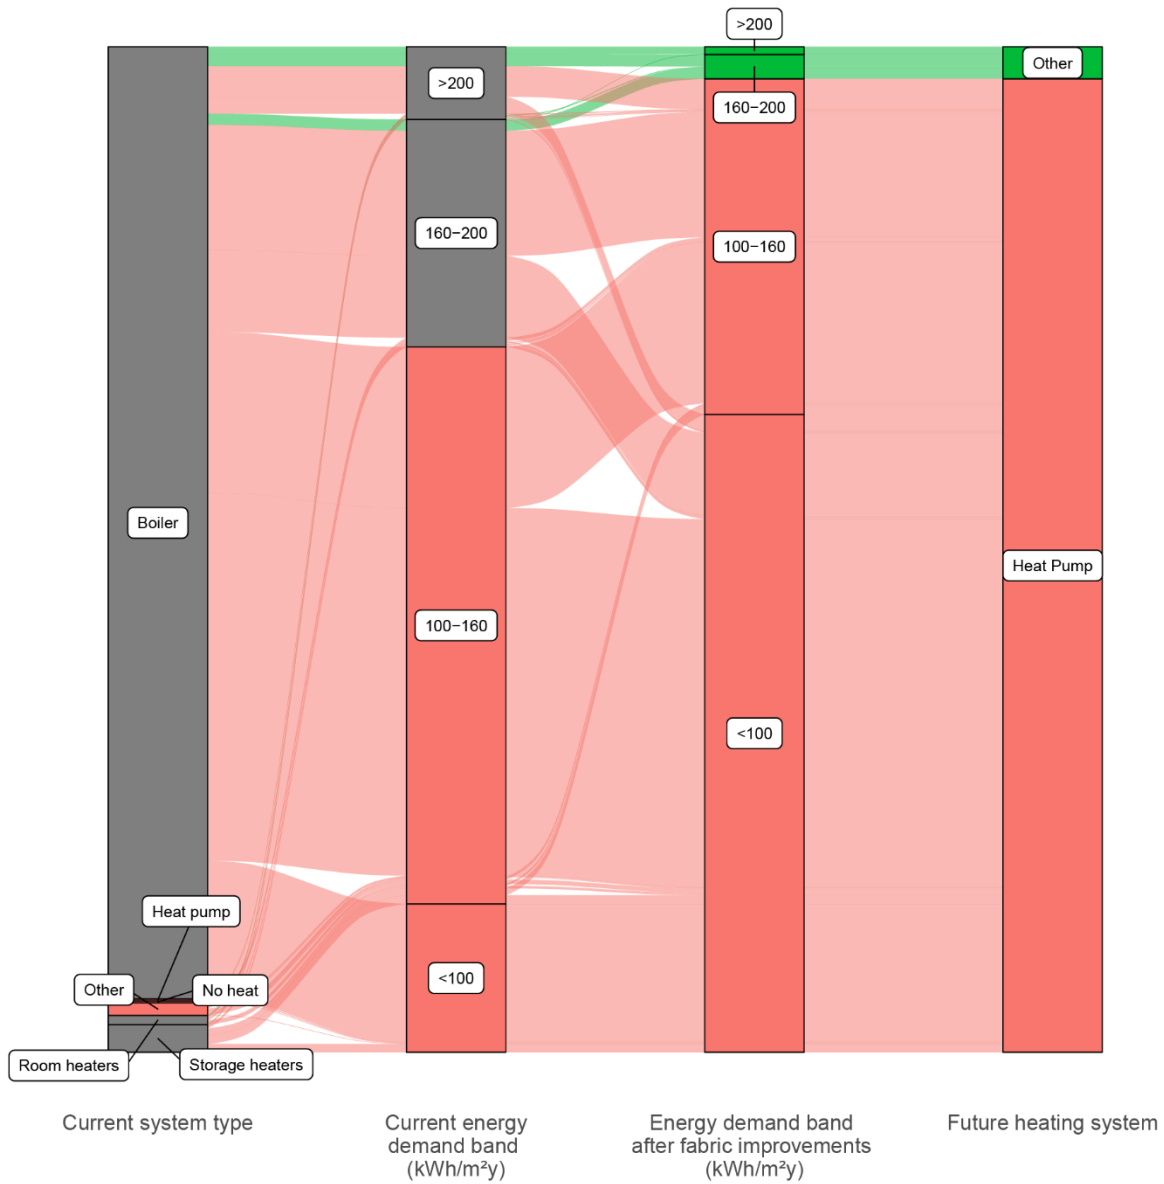 >200
>200
Other
160−200
160−200
100−160
Boiler
Heat Pump
100−160
<100
Heat pump
Other
No heat
<100
Room heaters
Storage heaters
Current system type
Current energy
demand band
(kWh/m²y)
Energy demand band
after fabric improvements
(kWh/m²y)
Future heating system